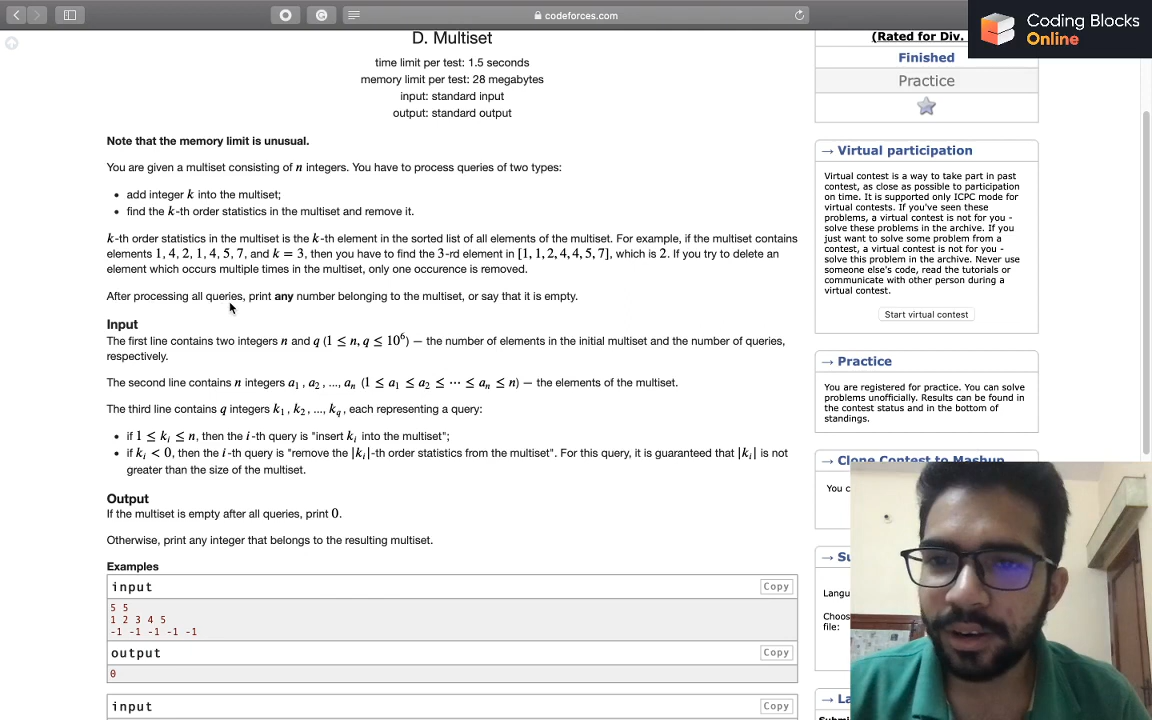 codeforces.com
Coding Blocks
Online
D. Multiset
time limit per test: 1.5 seconds
memory limit per test: 28 megabytes
input: standard input
output: standard output
Note that the memory limit is unusual.
You are given a multiset consisting of n integers. You have to process queries of two types:
• add integer k into the multiset;
• find the k-th order statistics in the multiset and remove it.
k-th order statistics in the multiset is the k-th element in the sorted list of all elements of the multiset. For example, if the multiset contains
elements 1, 4, 2, 1, 4, 5, 7, and k = 3, then you have to find the 3-rd element in [1, 1, 2, 4, 4, 5, 7], which is 2. If you try to delete an
element which occurs multiple times in the multiset, only one occurence is removed.
After processing all queries, print any number belonging to the multiset, or say that it is empty.
Input
The first line contains two integers n and q (1 ≤ n, q ≤ 10⁶) — the number of elements in the initial multiset and the number of queries,
respectively.
The second line contains n integers a₁, a₂, ..., aₙ (1 ≤ a₁ ≤ a₂ ≤ ⋯ ≤ aₙ ≤ n) — the elements of the multiset.
The third line contains q integers k₁, k₂, ..., k_q, each representing a query:
• if 1 ≤ kᵢ ≤ n, then the i-th query is "insert kᵢ into the multiset";
• if kᵢ < 0, then the i-th query is "remove the |kᵢ|-th order statistics from the multiset". For this query, it is guaranteed that |kᵢ| is not
greater than the size of the multiset.
Output
If the multiset is empty after all queries, print 0.
Otherwise, print any integer that belongs to the resulting multiset.
Examples
input
Copy
5 5
1 2 3 4 5
-1 -1 -1 -1 -1
output
Copy
0
input
Copy
(Rated for Div.
Finished
Practice
→ Virtual participation
Virtual contest is a way to take part in past
contest, as close as possible to participation
on time. It is supported only ICPC mode for
virtual contests. If you've seen these
problems, a virtual contest is not for you -
solve these problems in the archive. If you
just want to solve some problem from a
contest, a virtual contest is not for you -
solve this problem in the archive. Never use
someone else's code, read the tutorials or
communicate with other person during a
virtual contest.
Start virtual contest
→ Practice
You are registered for practice. You can solve
problems unofficially. Results can be found in
the contest status and in the bottom of
standings.
→ Clone Contest to Mashup
You c
→ Su
Langu
Choos
file:
→ La